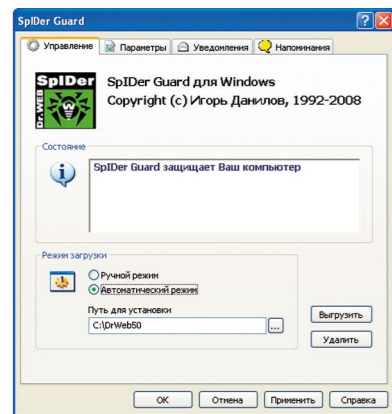 SpIDer Guard
Управление Параметры Уведомления Напоминания
SpIDer
Dr.WEB
SpIDer Guard для Windows
Copyright (c) Игорь Данилов, 1992-2008
Состояние
SpIDer Guard защищает Ваш компьютер
Режим загрузки
Ручной режим
Автоматический режим
Путь для установки
C:\DrWeb50 ...
Выгрузить
Удалить
OK Отмена Применить Справка